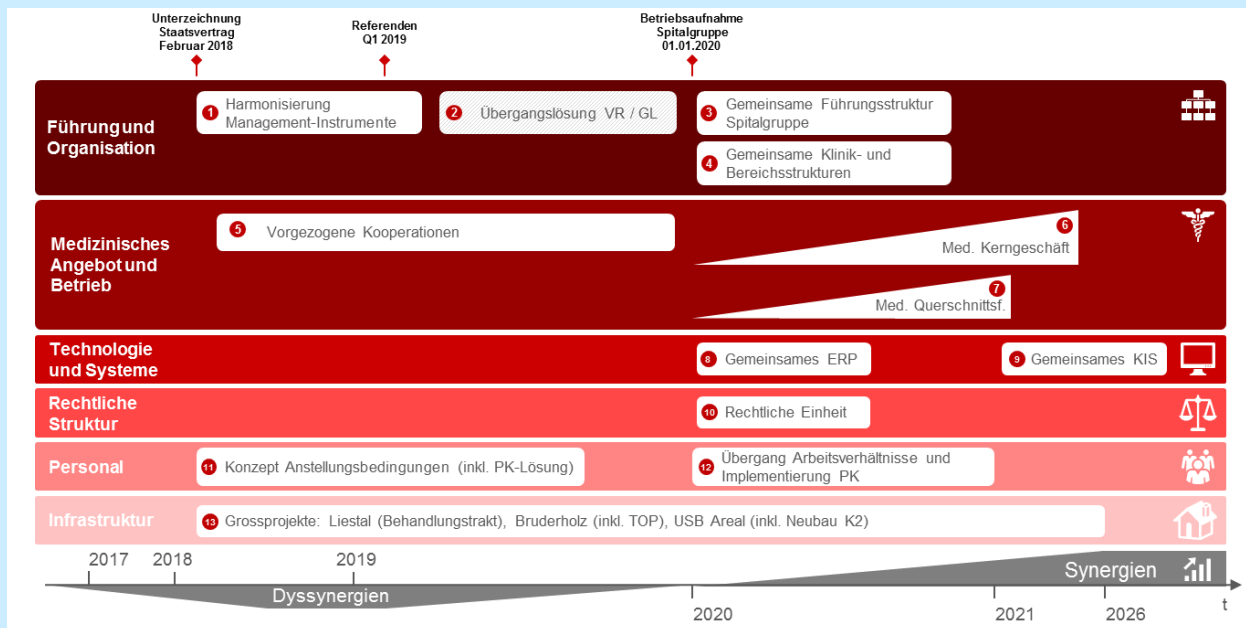 Unterzeichnung
Staatsvertrag
Februar 2018
Referenden
Q1 2019
Betriebsaufnahme
Spitalgruppe
01.01.2020
Führung und
Organisation
1 Harmonisierung
Management-Instrumente
2 Übergangslösung VR / GL
3 Gemeinsame Führungsstruktur
Spitalgruppe
4 Gemeinsame Klinik- und
Bereichsstrukturen
Medizinisches
Angebot und
Betrieb
5 Vorgezogene Kooperationen
6
Med. Kerngeschäft
7
Med. Querschnittsf.
Technologie
und Systeme
8 Gemeinsames ERP
9 Gemeinsames KIS
Rechtliche
Struktur
10 Rechtliche Einheit
Personal
11 Konzept Anstellungsbedingungen (inkl. PK-Lösung)
12 Übergang Arbeitsverhältnisse und
Implementierung PK
Infrastruktur
13 Grossprojekte: Liestal (Behandlungstrakt), Bruderholz (inkl. TOP), USB Areal (inkl. Neubau K2)
2017
2018
2019
Synergien
Dyssynergien
2020
2021
2026
t